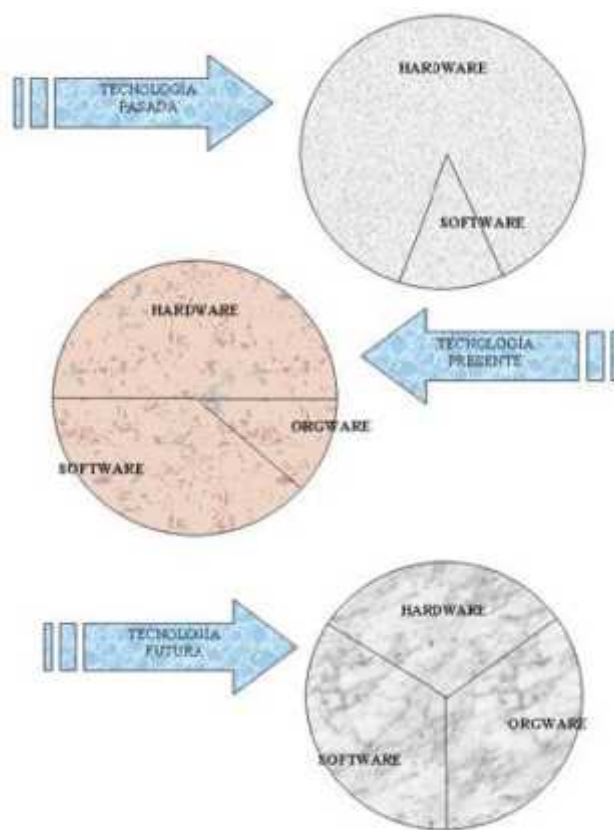 TECNOLOGÍA
PASADA
HARDWARE
SOFTWARE
HARDWARE
ORGWARE
SOFTWARE
TECNOLOGÍA
PRESENTE
TECNOLOGÍA
FUTURA
HARDWARE
ORGWARE
SOFTWARE